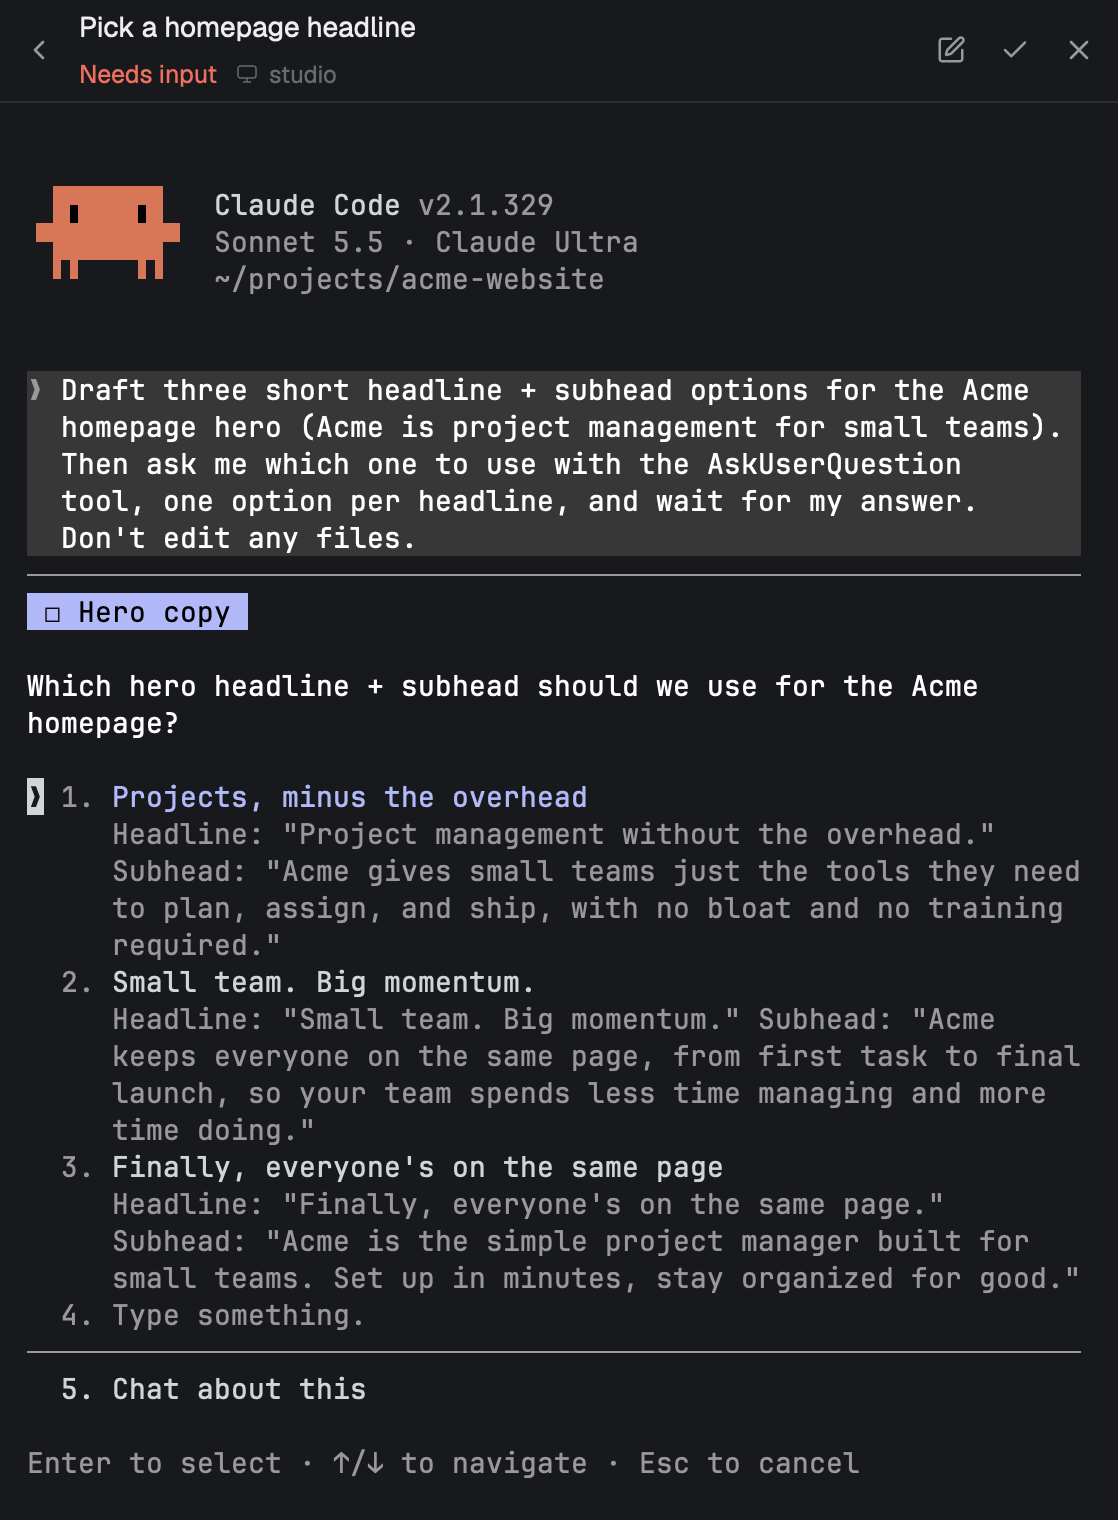 Pick a homepage headline
Needs input studio
Claude Code v2.1.329
Sonnet 5.5 · Claude Ultra
~/projects/acme-website
❯ Draft three short headline + subhead options for the Acme
homepage hero (Acme is project management for small teams).
Then ask me which one to use with the AskUserQuestion
tool, one option per headline, and wait for my answer.
Don't edit any files.
☐ Hero copy
Which hero headline + subhead should we use for the Acme
homepage?
❯ 1. Projects, minus the overhead
Headline: "Project management without the overhead."
Subhead: "Acme gives small teams just the tools they need
to plan, assign, and ship, with no bloat and no training
required."
2. Small team. Big momentum.
Headline: "Small team. Big momentum." Subhead: "Acme
keeps everyone on the same page, from first task to final
launch, so your team spends less time managing and more
time doing."
3. Finally, everyone's on the same page
Headline: "Finally, everyone's on the same page."
Subhead: "Acme is the simple project manager built for
small teams. Set up in minutes, stay organized for good."
4. Type something.
5. Chat about this
Enter to select · ↑/↓ to navigate · Esc to cancel